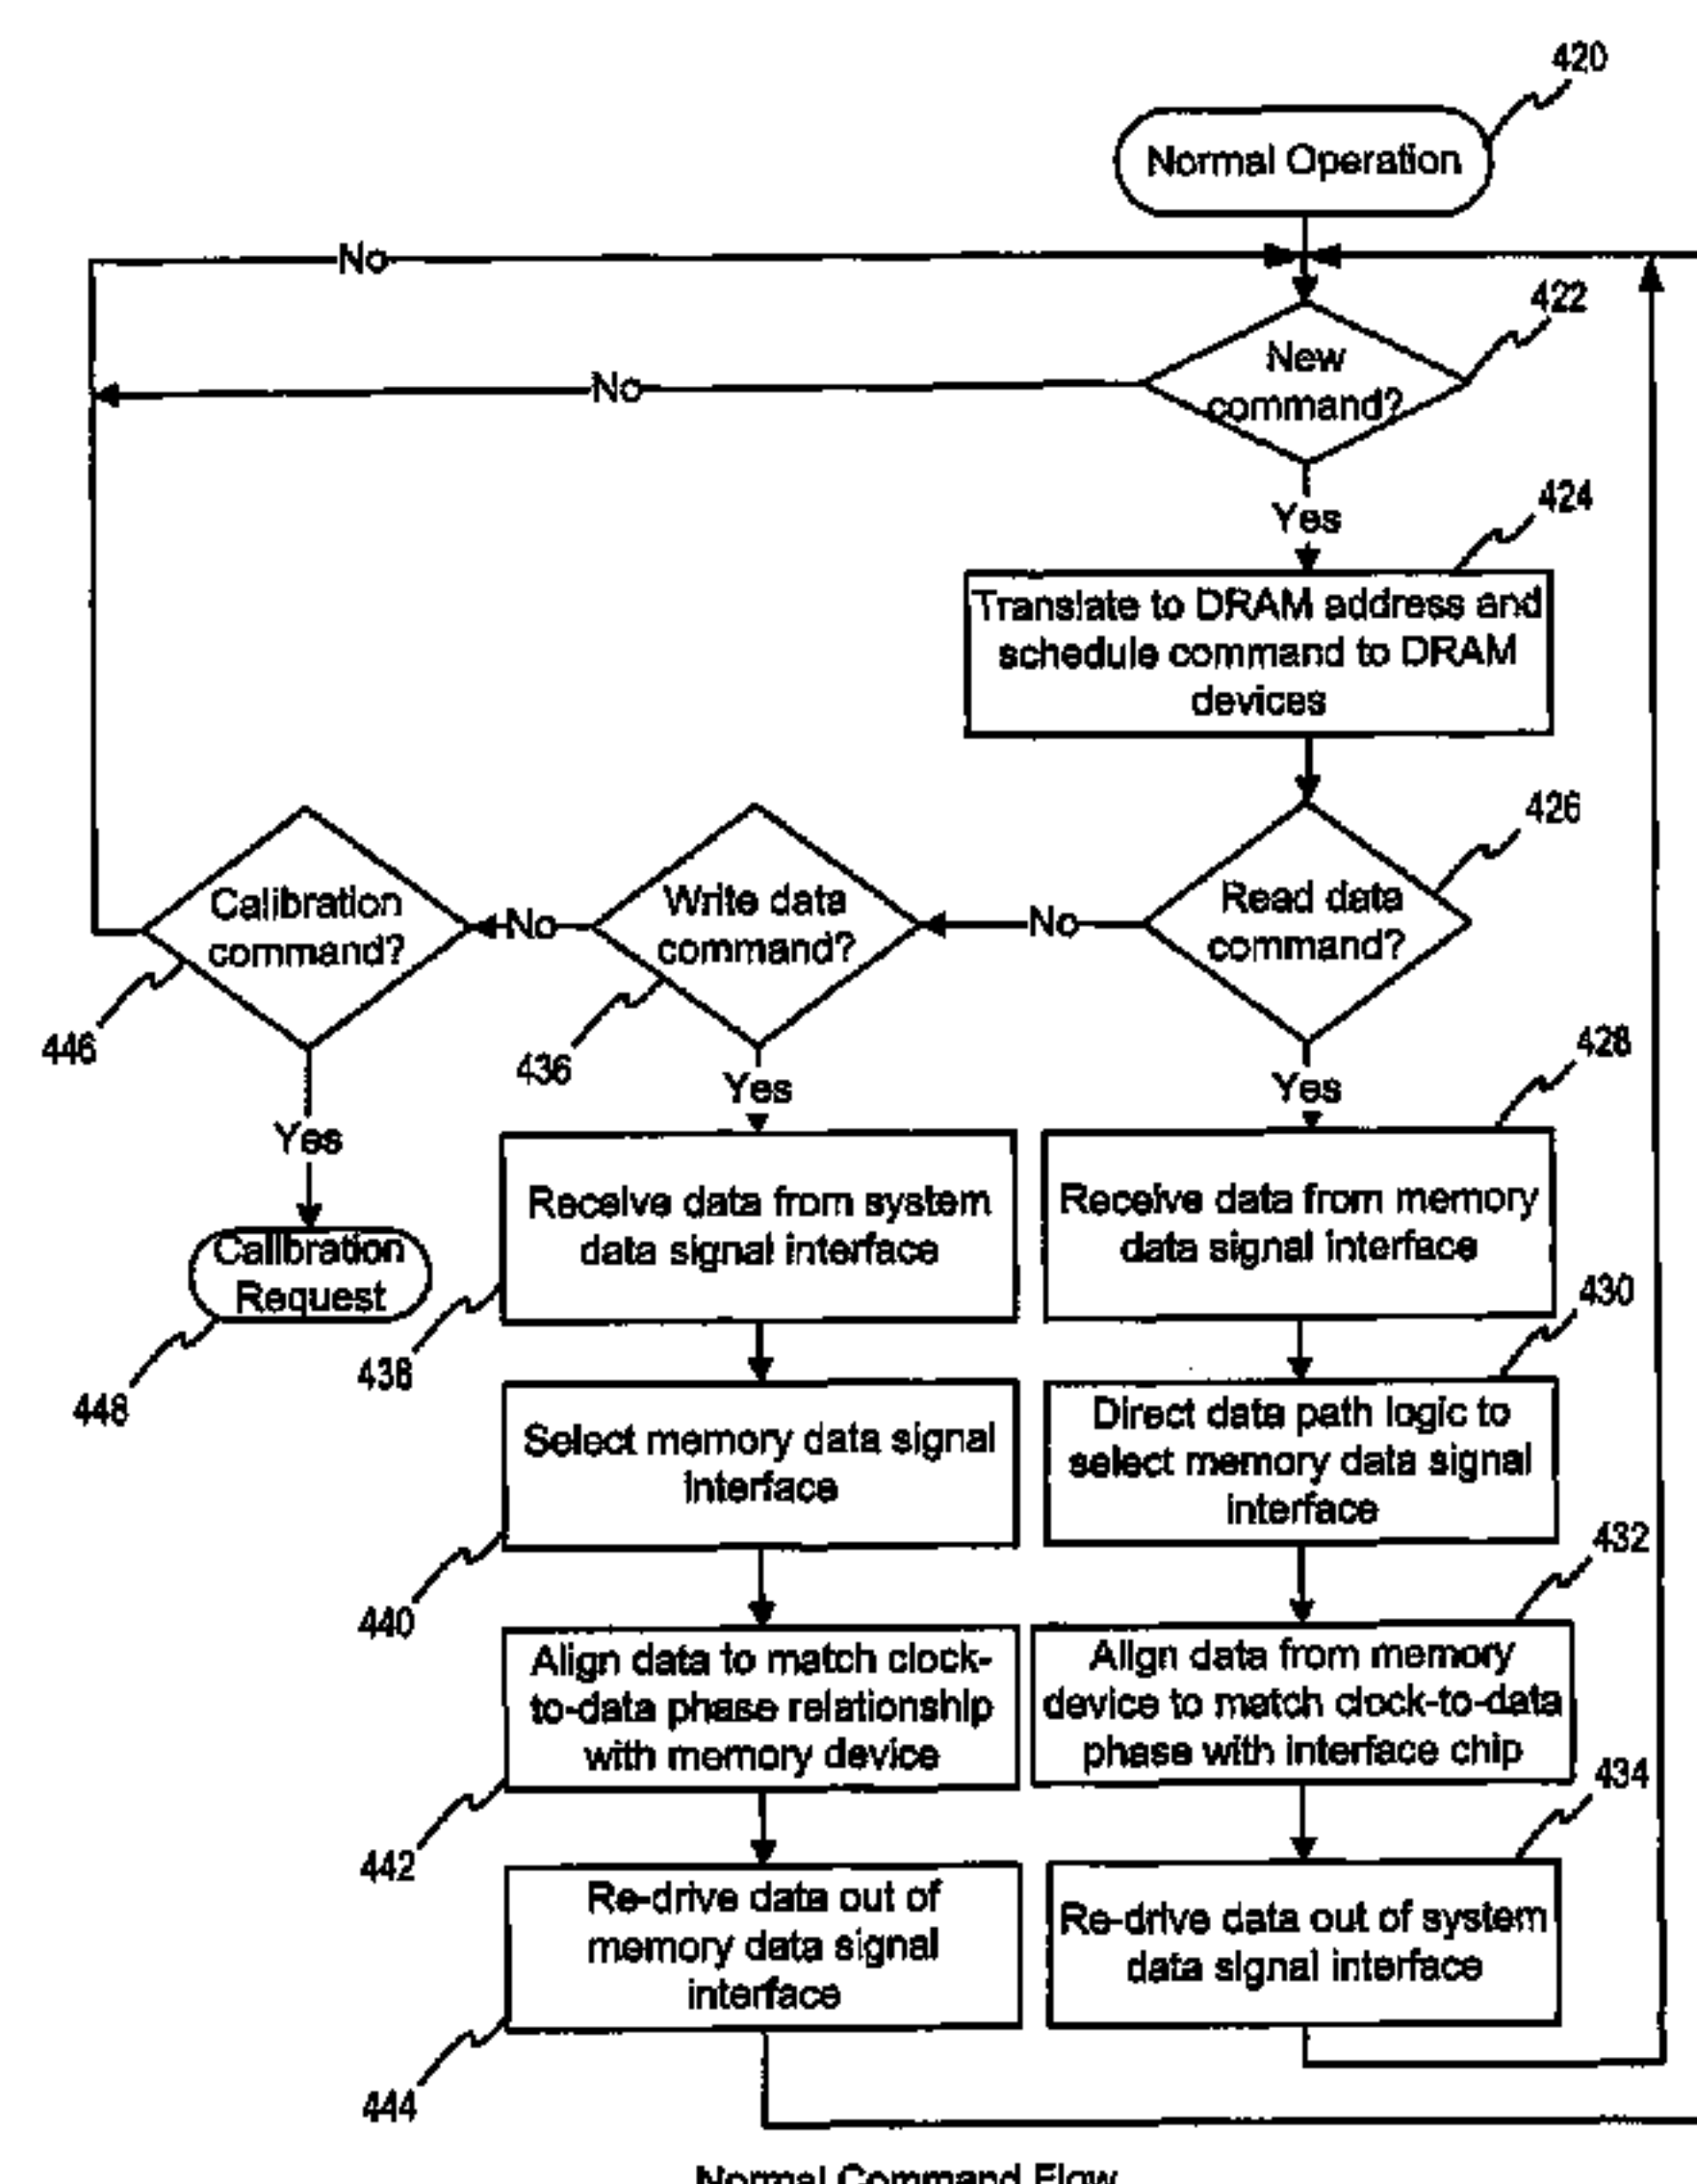 420
Normal Operation
No
422
New
command?
No
Yes
424
Translate to DRAM address and
schedule command to DRAM
devices
426
Calibration
command?
No
Write data
command?
No
Read data
command?
446
436
428
Yes
Yes
Yes
Receive data from system
data signal interface
Receive data from memory
data signal interface
Calibration
Request
430
438
448
Select memory data signal
interface
Direct data path logic to
select memory data signal
interface
432
440
Align data to match clock-
to-data phase relationship
with memory device
Align data from memory
device to match clock-to-data
phase with interface chip
434
442
Re-drive data out of
memory data signal
interface
Re-drive data out of system
data signal interface
444
Normal Command Flow